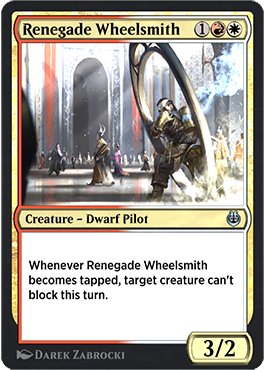 Renegade Wheelsmith 1
Creature – Dwarf Pilot
Whenever Renegade Wheelsmith
becomes tapped, target creature can't
block this turn.
3/2
DAREK ZABROCKI